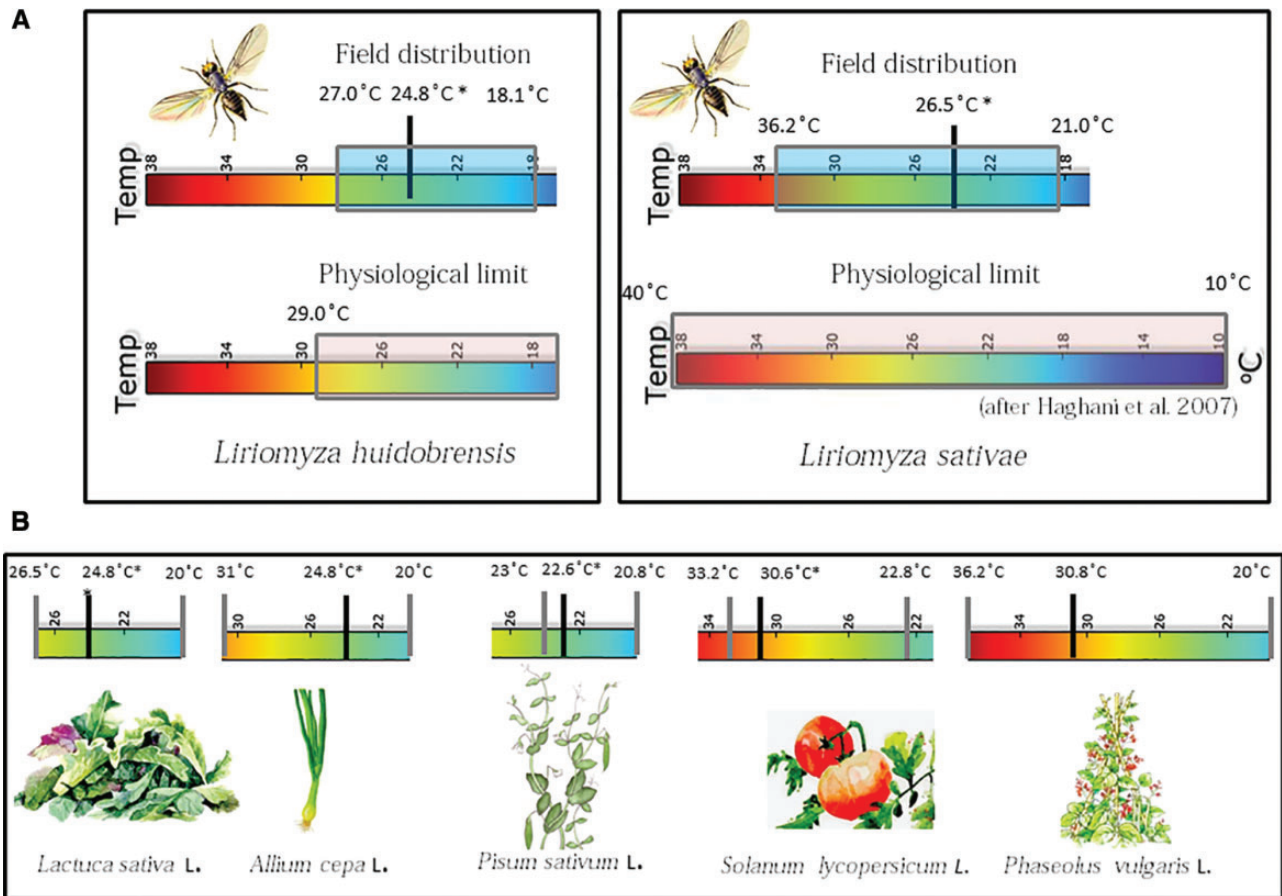 A
Field distribution
27.0°C 24.8°C * 18.1°C
Temp
38 34 30 26 22 18
Physiological limit
29.0°C
Temp
38 34 30 26 22 18
Liriomyza huidobrensis
Field distribution
26.5°C *
36.2°C 21.0°C
Temp
38 34 30 26 22 18
Physiological limit
40°C 10°C
Temp
38 34 30 26 22 18 14 10
°C
(after Haghani et al. 2007)
Liriomyza sativae
B
26.5°C 24.8°C* 20°C
*
26 22
Lactuca sativa L.
31°C 24.8°C* 20°C
30 26 22
Allium cepa L.
23°C 22.6°C* 20.8°C
26 22
Pisum sativum L.
33.2°C 30.6°C* 22.8°C
34 30 26 22
Solanum lycopersicum L.
36.2°C 30.8°C 20°C
34 30 26 22
Phaseolus vulgaris L.